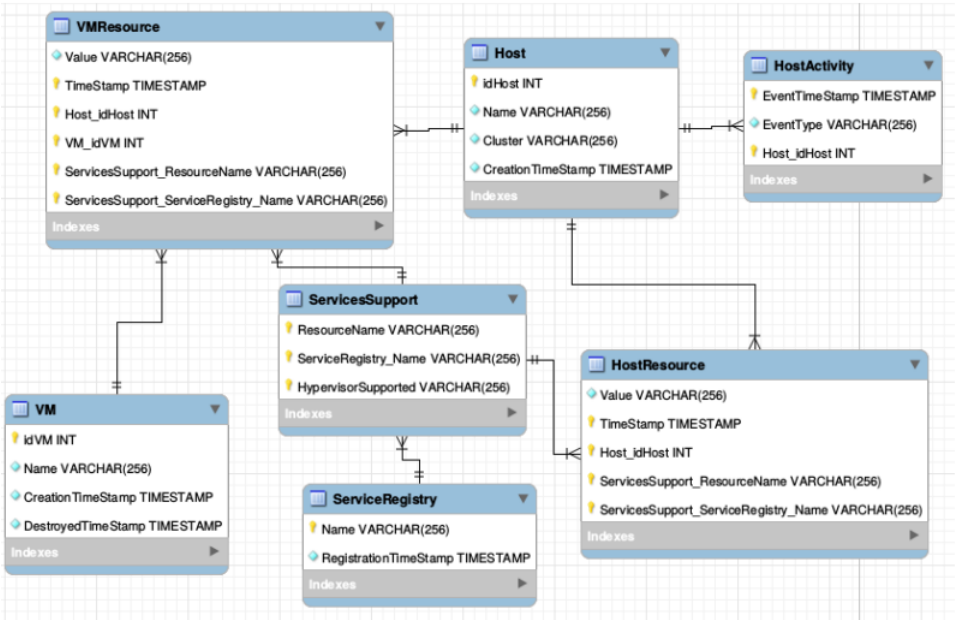 VMResource
Value VARCHAR(256)
TimeStamp TIMESTAMP
Host_idHost INT
VM_idVM INT
ServicesSupport_ResourceName VARCHAR(256)
ServicesSupport_ServiceRegistry_Name VARCHAR(256)
Indexes
Host
idHost INT
Name VARCHAR(256)
Cluster VARCHAR(256)
CreationTimeStamp TIMESTAMP
Indexes
HostActivity
EventTimeStamp TIMESTAMP
EventType VARCHAR(256)
Host_idHost INT
Indexes
ServicesSupport
ResourceName VARCHAR(256)
ServiceRegistry_Name VARCHAR(256)
HypervisorSupported VARCHAR(256)
Indexes
HostResource
Value VARCHAR(256)
TimeStamp TIMESTAMP
Host_idHost INT
ServicesSupport_ResourceName VARCHAR(256)
ServicesSupport_ServiceRegistry_Name VARCHAR(256)
Indexes
VM
idVM INT
Name VARCHAR(256)
CreationTimeStamp TIMESTAMP
DestroyedTimeStamp TIMESTAMP
Indexes
ServiceRegistry
Name VARCHAR(256)
RegistrationTimeStamp TIMESTAMP
Indexes